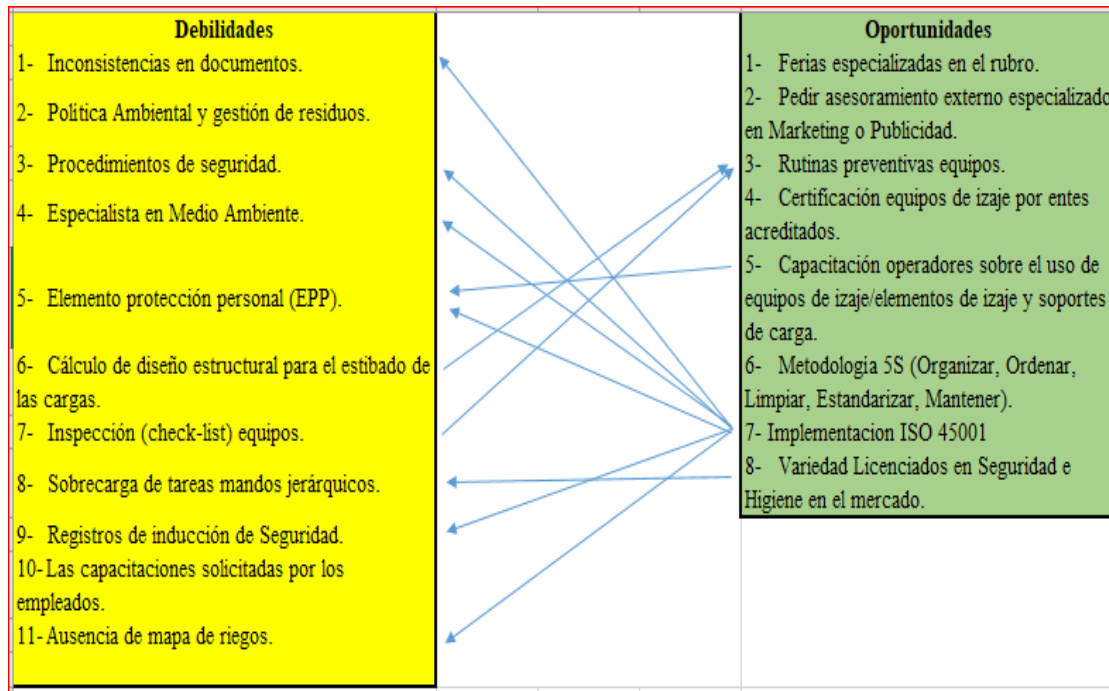 Debilidades
1- Inconsistencias en documentos.
2- Política Ambiental y gestión de residuos.
3- Procedimientos de seguridad.
4- Especialista en Medio Ambiente.
5- Elemento protección personal (EPP).
6- Cálculo de diseño estructural para el estibado de
las cargas.
7- Inspección (check-list) equipos.
8- Sobrecarga de tareas mandos jerárquicos.
9- Registros de inducción de Seguridad.
10- Las capacitaciones solicitadas por los
empleados.
11- Ausencia de mapa de riegos.
Oportunidades
1- Ferias especializadas en el rubro.
2- Pedir asesoramiento externo especializado
en Marketing o Publicidad.
3- Rutinas preventivas equipos.
4- Certificación equipos de izaje por entes
acreditados.
5- Capacitación operadores sobre el uso de
equipos de izaje/elementos de izaje y soportes
de carga.
6- Metodologia 5S (Organizar, Ordenar,
Limpiar, Estandarizar, Mantener).
7- Implementacion ISO 45001
8- Variedad Licenciados en Seguridad e
Higiene en el mercado.